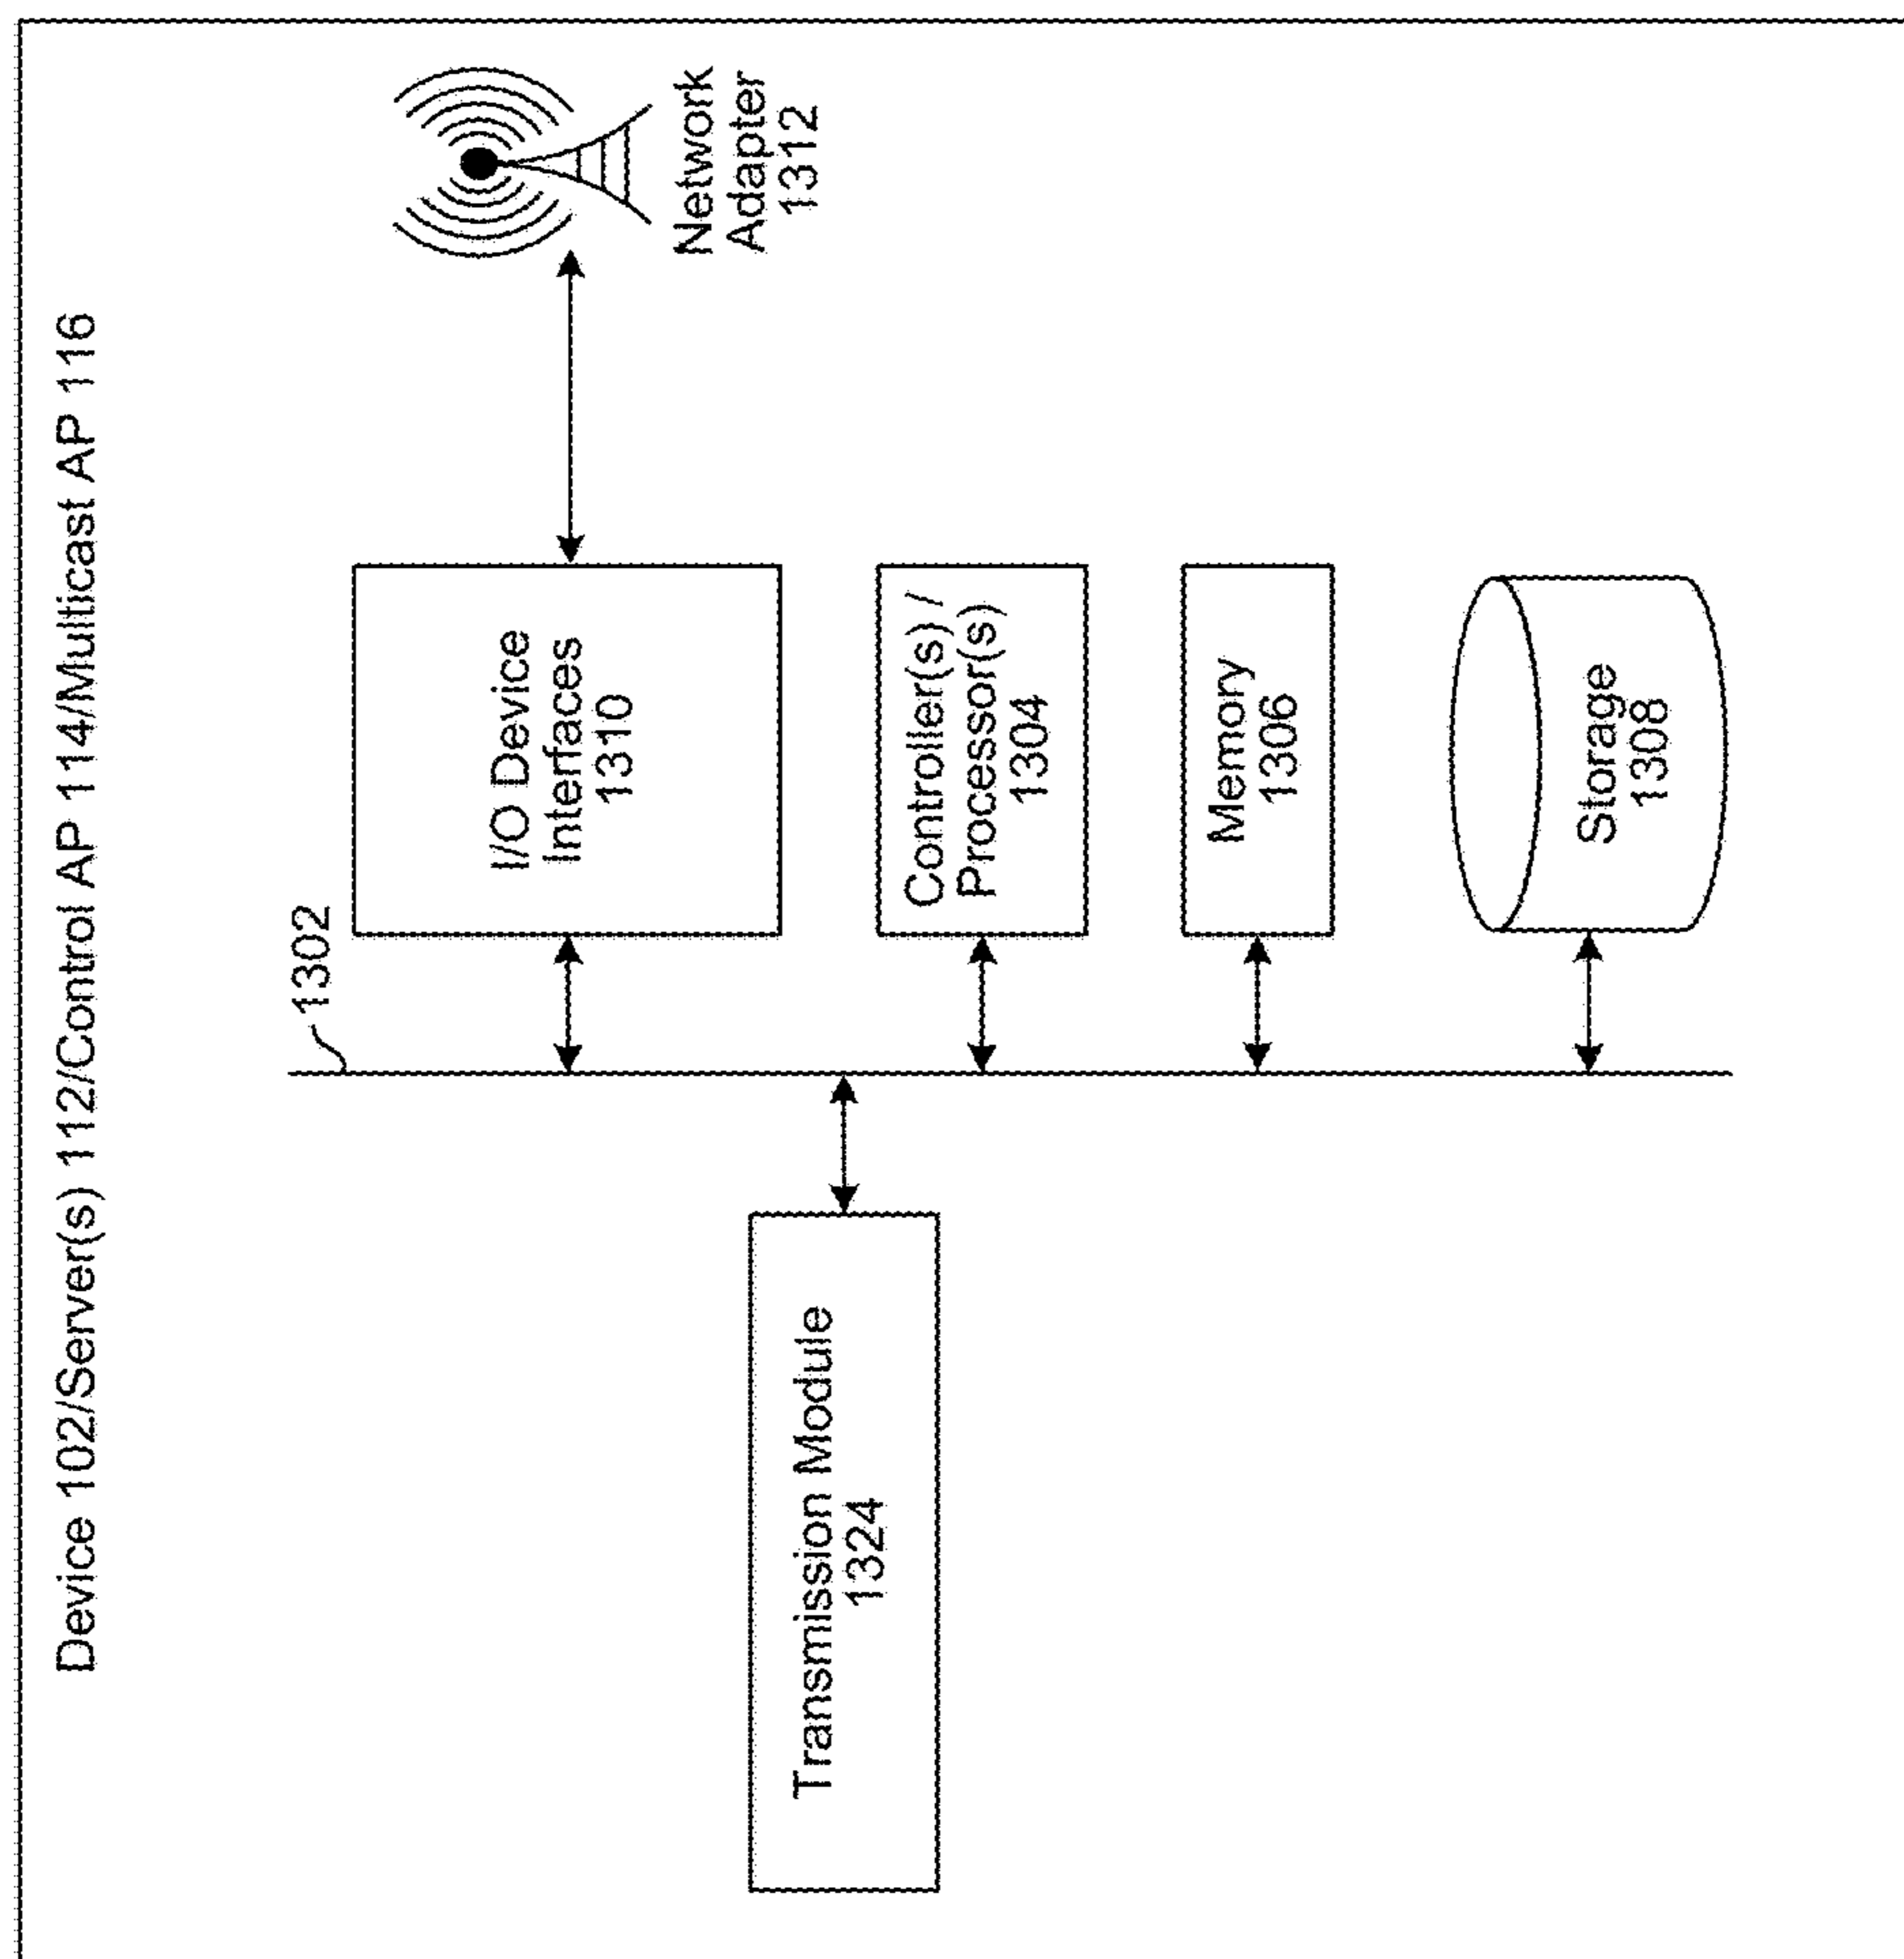 Device 102/Server(s) 112/Control AP 114/Multicast AP 116
1302
I/O Device
Interfaces
1310
Network
Adapter
1312
Controller(s) /
Processor(s)
1304
Transmission Module
1324
Memory
1306
Storage
1308